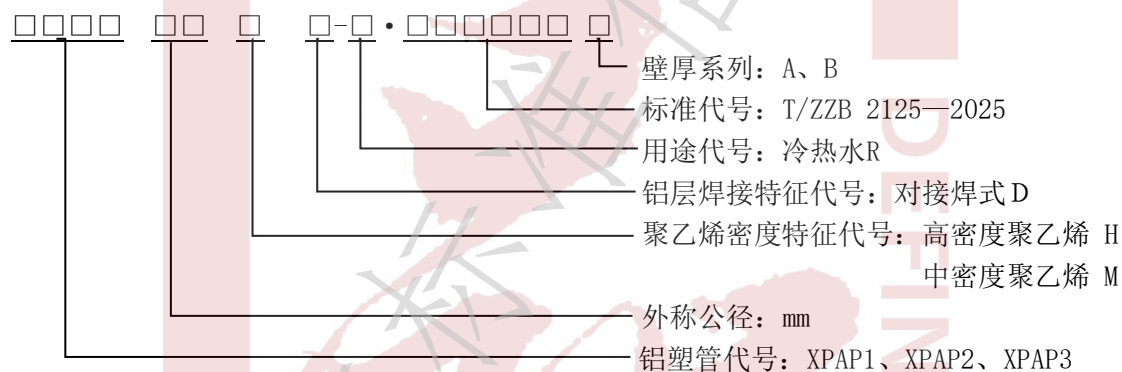 □□□□ □□ □ □-□·□□□□□□ □
壁厚系列：A、B
标准代号：T/ZZB 2125—2025
用途代号：冷热水R
铝层焊接特征代号：对接焊式D
聚乙烯密度特征代号：高密度聚乙烯 H
中密度聚乙烯 M
外称公径：mm
铝塑管代号：XPAP1、XPAP2、XPAP3
标准
DEFIN